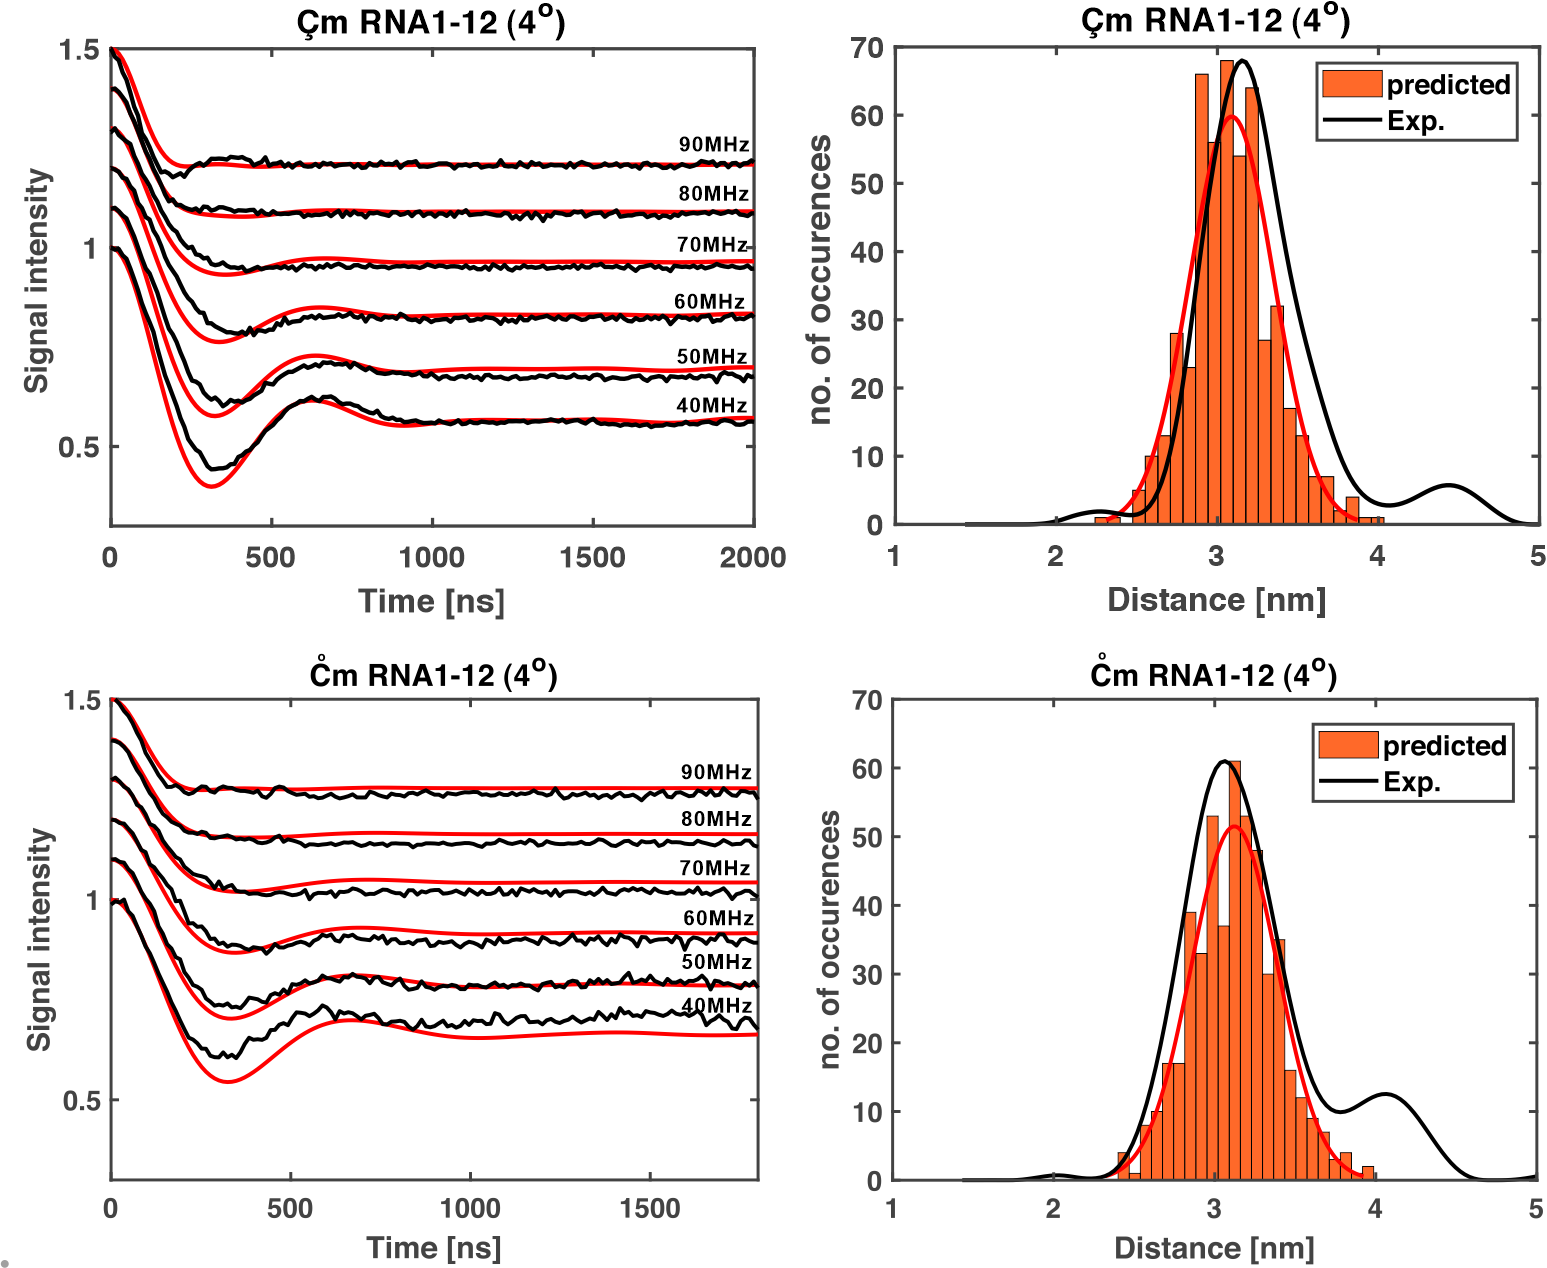 Çm RNA1-12 (4o)
1.5
1
0.5
0
500
1000
1500
2000
Time [ns]
Signal intensity
90MHz
80MHz
70MHz
60MHz
50MHz
40MHz
Çm RNA1-12 (4o)
70
60
50
40
30
20
10
0
1
2
3
4
5
Distance [nm]
no. of occurences
predicted
Exp.
C̊m RNA1-12 (4o)
1.5
1
0.5
0
500
1000
1500
Time [ns]
Signal intensity
90MHz
80MHz
70MHz
60MHz
50MHz
40MHz
C̊m RNA1-12 (4o)
70
60
50
40
30
20
10
0
1
2
3
4
5
Distance [nm]
no. of occurences
predicted
Exp.